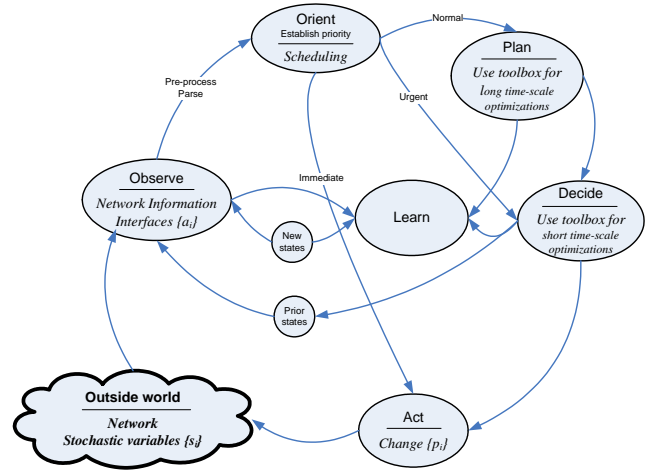 Orient
Establish priority
Scheduling
Normal
Plan
Use toolbox for
long time-scale
optimizations
Pre-process
Parse
Urgent
Observe
Network Information
Interfaces {aᵢ}
Immediate
Learn
New
states
Decide
Use toolbox for
short time-scale
optimizations
Prior
states
Outside world
Network
Stochastic variables {sᵢ}
Act
Change {pᵢ}